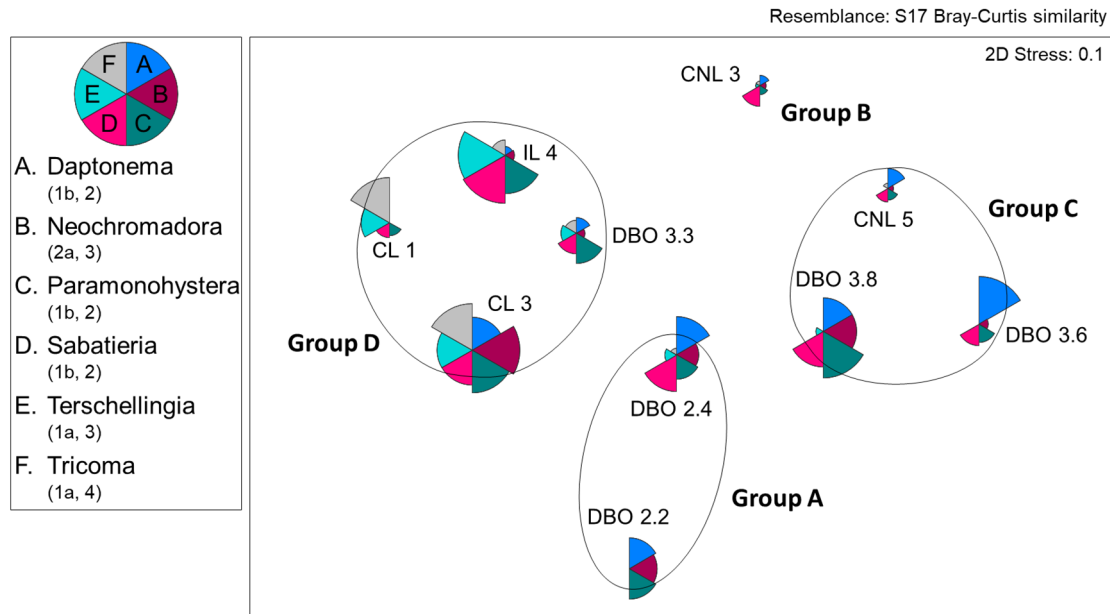 Resemblance: S17 Bray-Curtis similarity
2D Stress: 0.1
F A
E B
D C
A. Daptonema
(1b, 2)
B. Neochromadora
(2a, 3)
C. Paramonohystera
(1b, 2)
D. Sabatieria
(1b, 2)
E. Terschellingia
(1a, 3)
F. Tricoma
(1a, 4)
CNL 3
Group B
IL 4
CL 1
DBO 3.3
CL 3
Group D
CNL 5
Group C
DBO 3.8
DBO 3.6
DBO 2.4
Group A
DBO 2.2